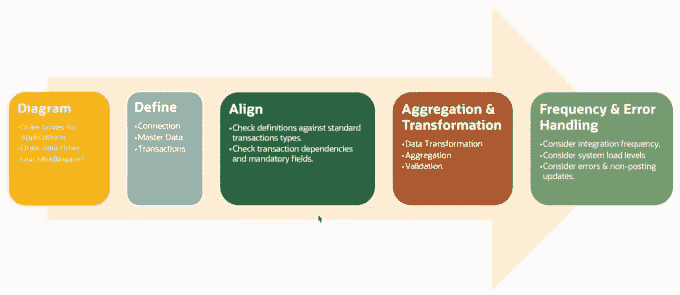 Diagram
•Draw boxes for
applications.
•Draw data flows
Define
•Connection
•Master Data
•Transactions
Align
•Check definitions against standard
transactions types.
•Check transaction dependencies
and mandatory fields.
Aggregation &
Transformation
•Data Transformation
•Aggregation
•Validation
Frequency & Error
Handling
•Consider integration frequency.
•Consider system load levels
•Consider errors & non-posting
updates.